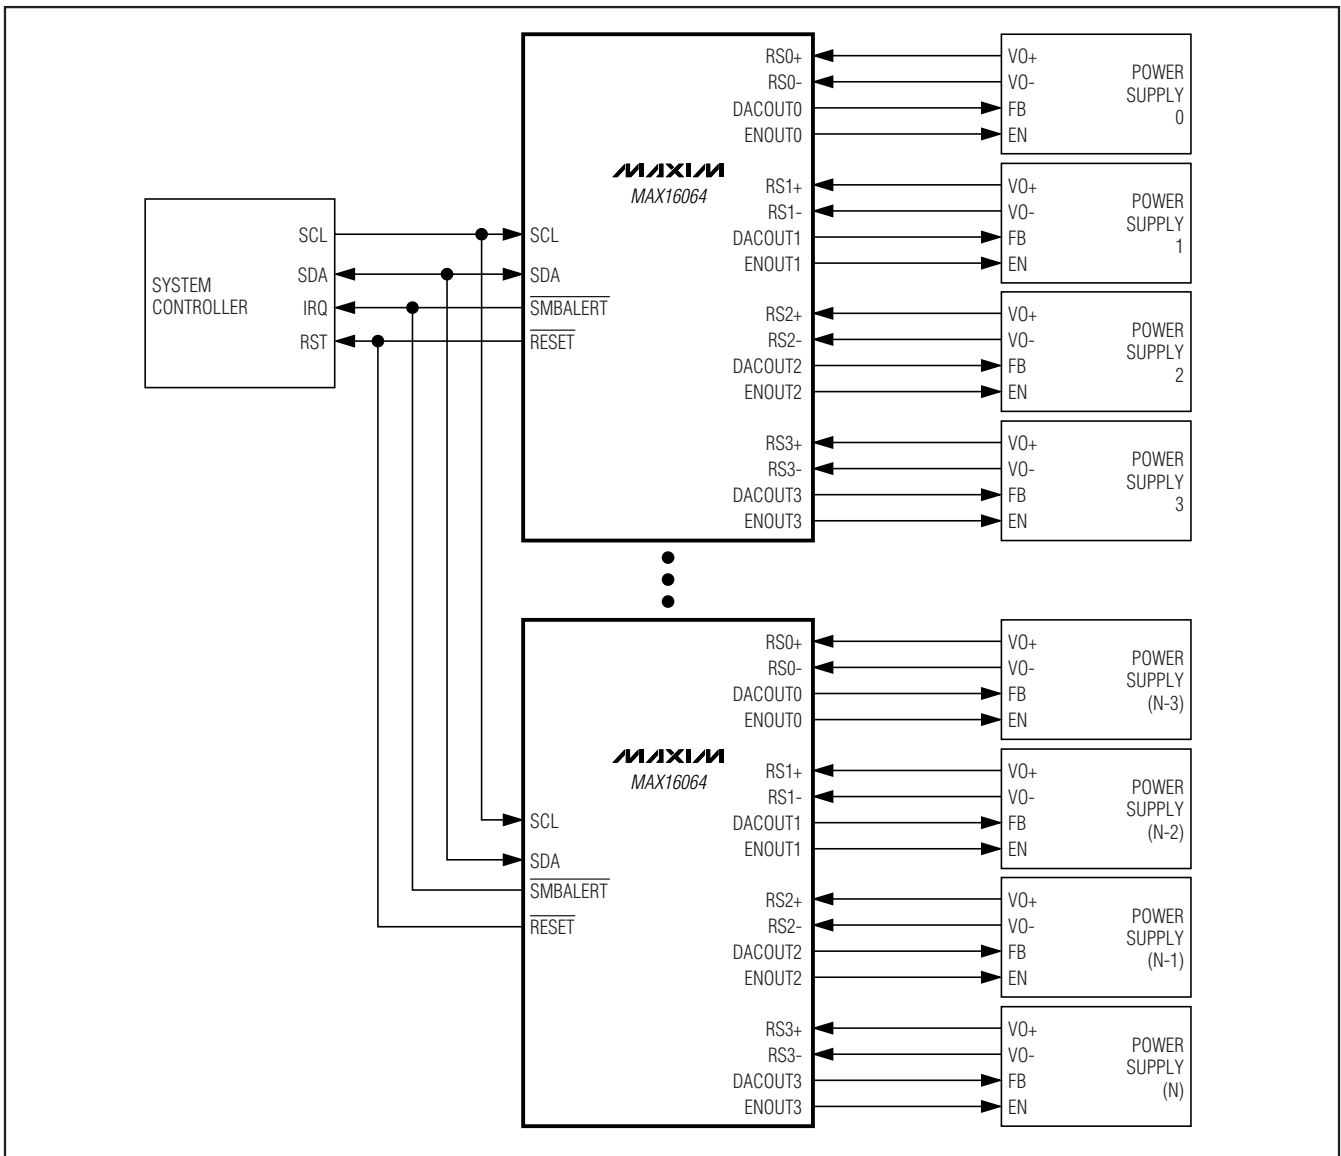 SYSTEM
CONTROLLER
SCL
SDA
IRQ
RST
MAXIM
MAX16064
SCL
SDA
SMBALERT
RESET
RS0+
RS0-
DACOUT0
ENOUT0
RS1+
RS1-
DACOUT1
ENOUT1
RS2+
RS2-
DACOUT2
ENOUT2
RS3+
RS3-
DACOUT3
ENOUT3
VO+
VO-
FB
EN
POWER
SUPPLY
0
VO+
VO-
FB
EN
POWER
SUPPLY
1
VO+
VO-
FB
EN
POWER
SUPPLY
2
VO+
VO-
FB
EN
POWER
SUPPLY
3
MAXIM
MAX16064
SCL
SDA
SMBALERT
RESET
RS0+
RS0-
DACOUT0
ENOUT0
RS1+
RS1-
DACOUT1
ENOUT1
RS2+
RS2-
DACOUT2
ENOUT2
RS3+
RS3-
DACOUT3
ENOUT3
VO+
VO-
FB
EN
POWER
SUPPLY
(N-3)
VO+
VO-
FB
EN
POWER
SUPPLY
(N-2)
VO+
VO-
FB
EN
POWER
SUPPLY
(N-1)
VO+
VO-
FB
EN
POWER
SUPPLY
(N)